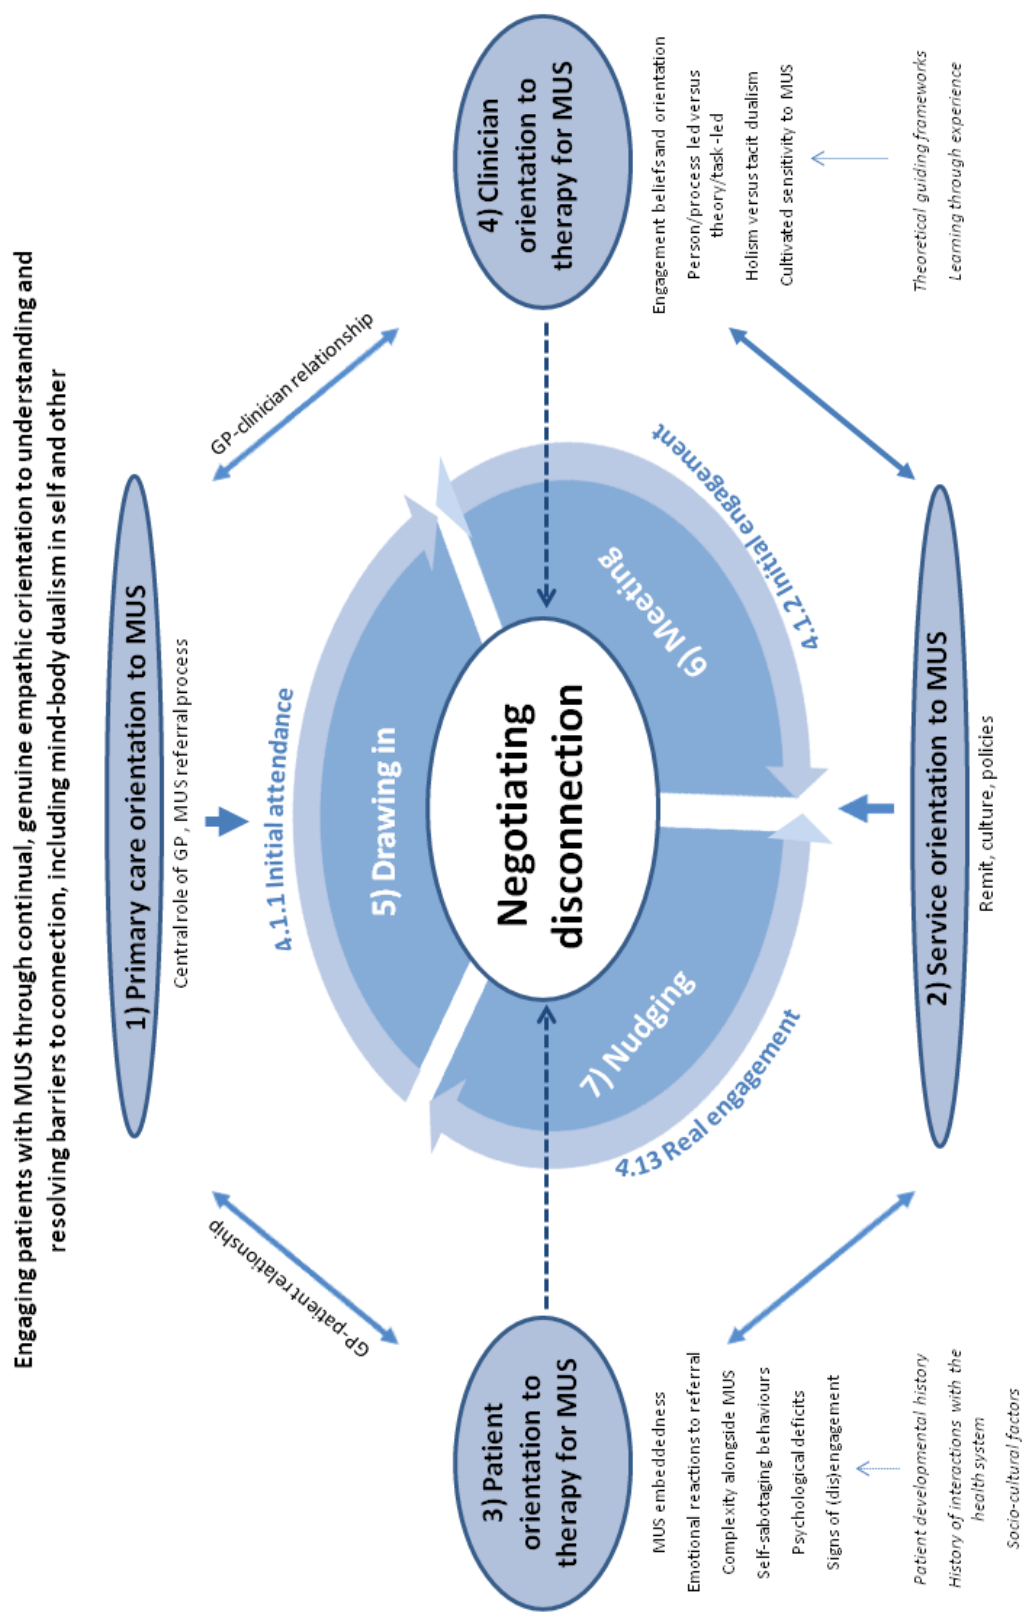 Engaging patients with MUS through continual, genuine empathic orientation to understanding and
resolving barriers to connection, including mind-body dualism in self and other
1) Primary care orientation to MUS
Central role of GP, MUS referral process
GP-patient relationship
GP-clinician relationship
4.1.1 Initial attendance
5) Drawing in
3) Patient
orientation to
therapy for MUS
MUS embeddedness
Emotional reactions to referral
Complexity alongside MUS
Self-sabotaging behaviours
Psychological deficits
Signs of (dis)engagement
Patient developmental history
History of interactions with the
health system
Socio-cultural factors
Negotiating
disconnection
4) Clinician
orientation to
therapy for MUS
Engagement beliefs and orientation
Person/process led versus
theory/task-led
Holism versus tacit dualism
Cultivated sensitivity to MUS
Theoretical guiding frameworks
Learning through experience
7) Nudging
4.13 Real engagement
6) Meeting
4.1.2 Initial engagement
2) Service orientation to MUS
Remit, culture, policies